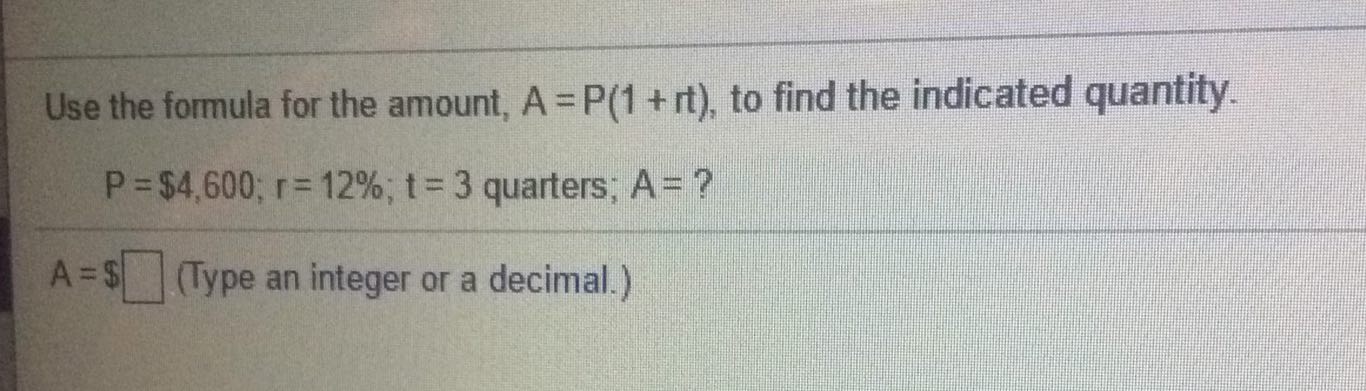 Use the formula for the amount, A = P(1 + rt), to find the indicated quantity.
P = $4,600; r = 12%; t = 3 quarters; A = ?
A = $ (Type an integer or a decimal.)